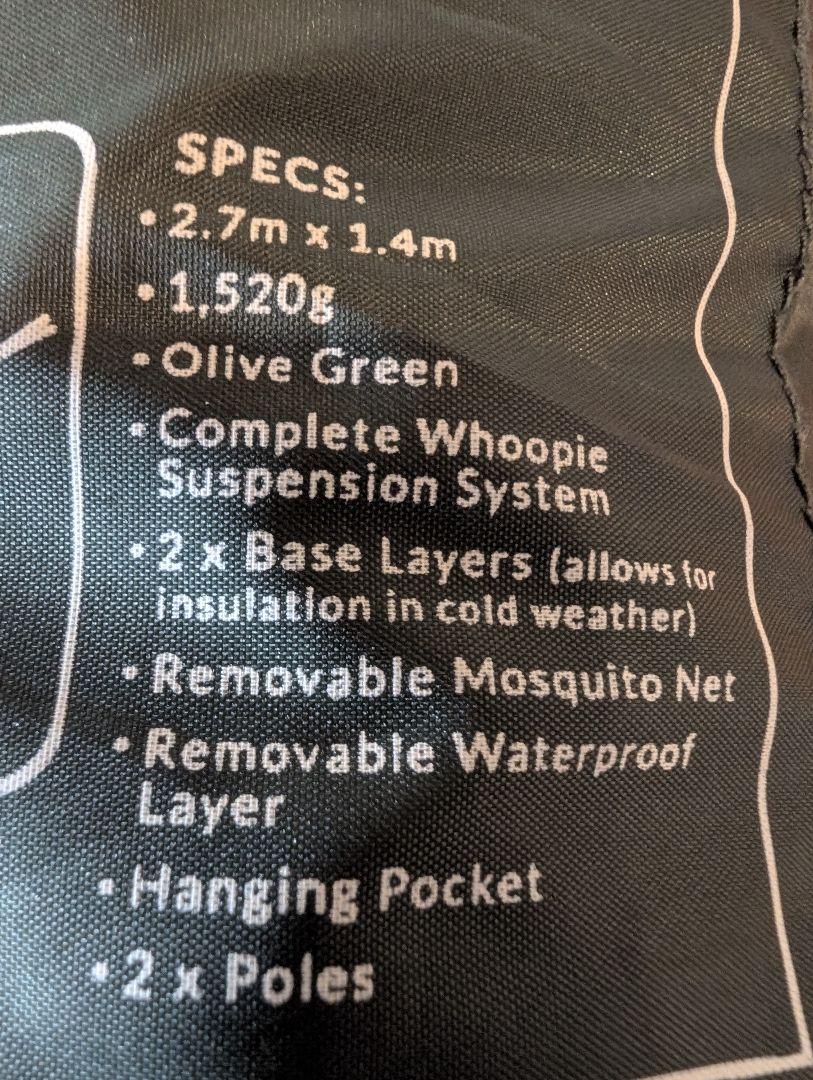 SPECS:
• 2.7m x 1.4m
• 1,520g
• Olive Green
• Complete Whoopie
Suspension System
• 2 x Base Layers (allows for
insulation in cold weather)
• Removable Mosquito Net
• Removable Waterproof
Layer
• Hanging Pocket
• 2 x Poles